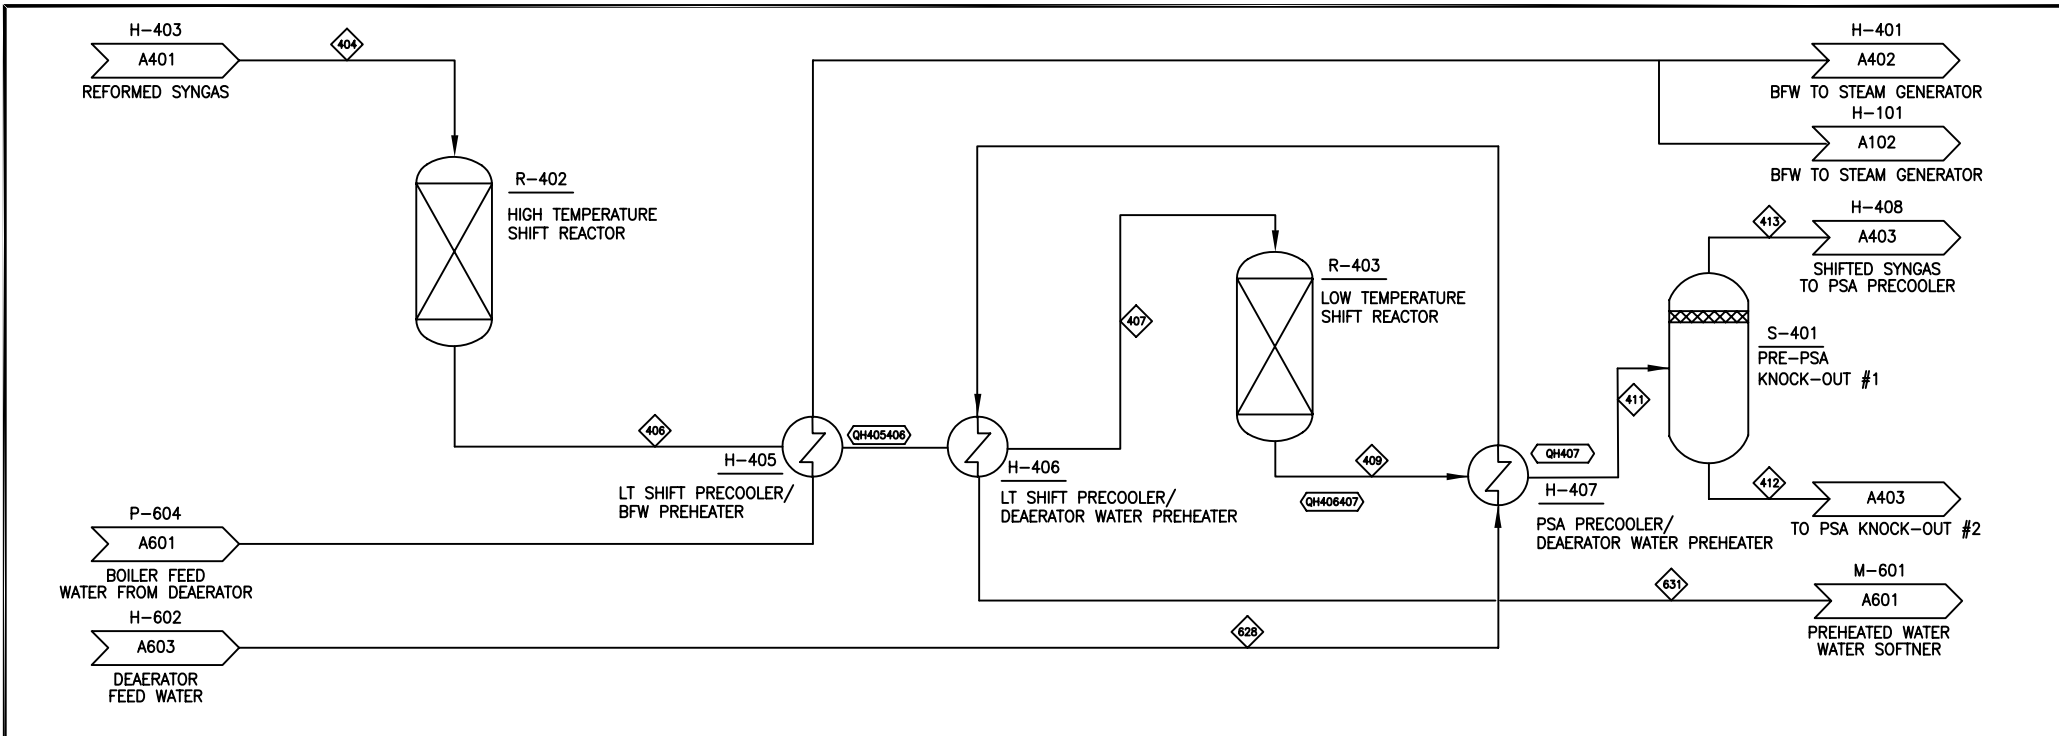 H-403
A401
REFORMED SYNGAS
404
R-402
HIGH TEMPERATURE
SHIFT REACTOR
406
H-405
LT SHIFT PRECOOLER/
BFW PREHEATER
QH405406
H-406
LT SHIFT PRECOOLER/
DEAERATOR WATER PREHEATER
407
R-403
LOW TEMPERATURE
SHIFT REACTOR
409
QH406407
QH407
H-407
PSA PRECOOLER/
DEAERATOR WATER PREHEATER
411
S-401
PRE-PSA
KNOCK-OUT #1
413
412
H-401
A402
BFW TO STEAM GENERATOR
H-101
A102
BFW TO STEAM GENERATOR
H-408
A403
SHIFTED SYNGAS
TO PSA PRECOOLER
A403
TO PSA KNOCK-OUT #2
631
M-601
A601
PREHEATED WATER
WATER SOFTNER
P-604
A601
BOILER FEED
WATER FROM DEAERATOR
H-602
A603
DEAERATOR
FEED WATER
628